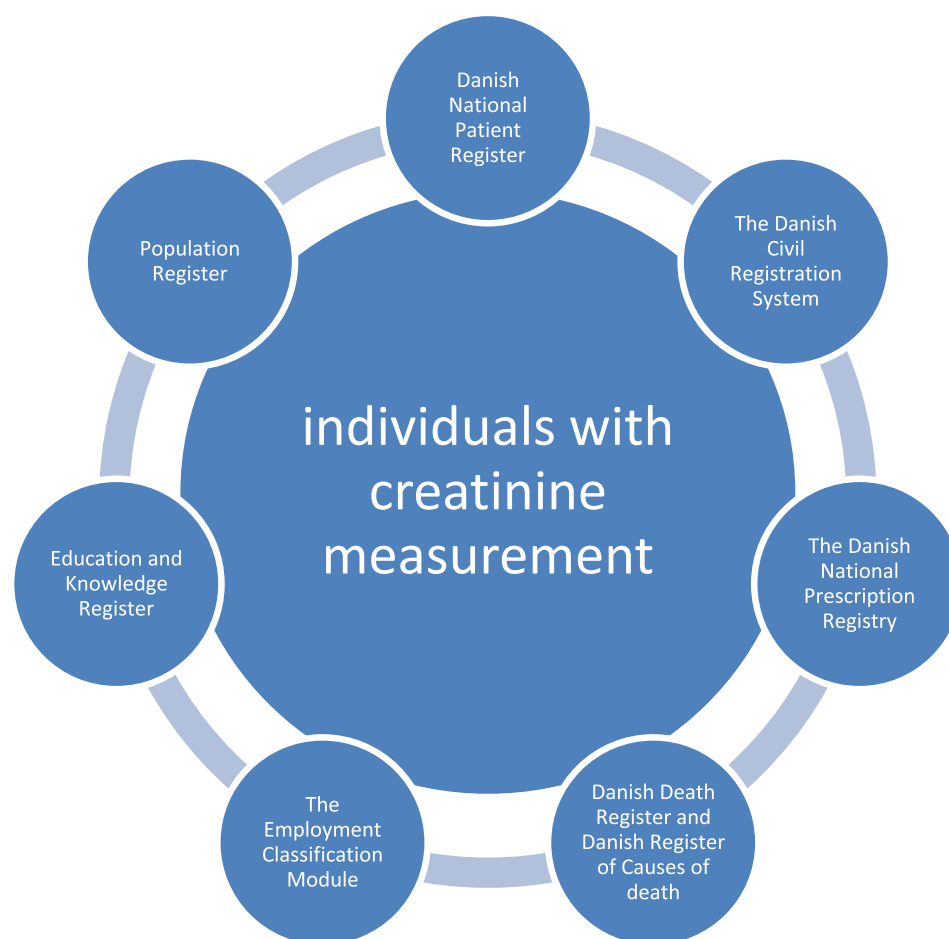 Danish
National
Patient
Register
The Danish
Civil
Registration
System
Population
Register
individuals with
creatinine
measurement
Education and
Knowledge
Register
The Danish
National
Prescription
Registry
The
Employment
Classification
Module
Danish Death
Register and
Danish Register
of Causes of
death